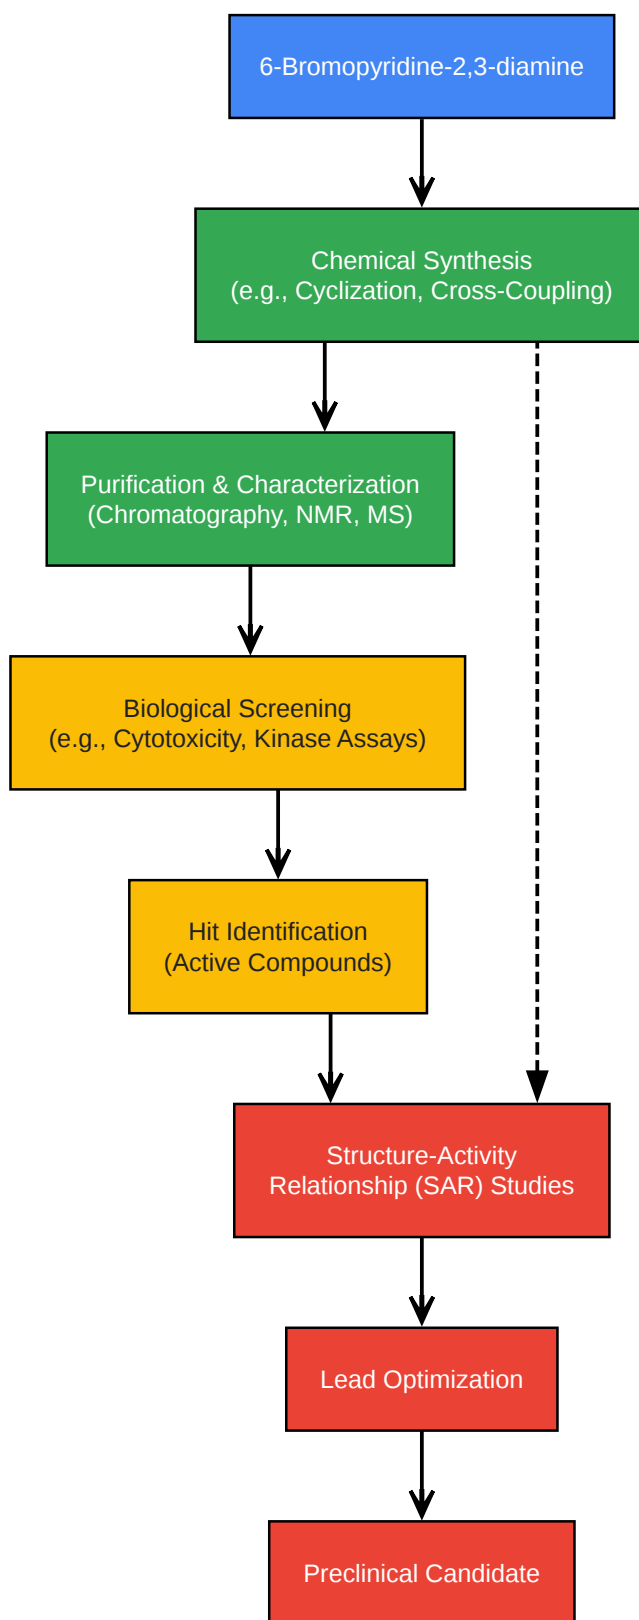 6-Bromopyridine-2,3-diamine
Chemical Synthesis
(e.g., Cyclization, Cross-Coupling)
Purification & Characterization
(Chromatography, NMR, MS)
Biological Screening
(e.g., Cytotoxicity, Kinase Assays)
Hit Identification
(Active Compounds)
Structure-Activity
Relationship (SAR) Studies
Lead Optimization
Preclinical Candidate